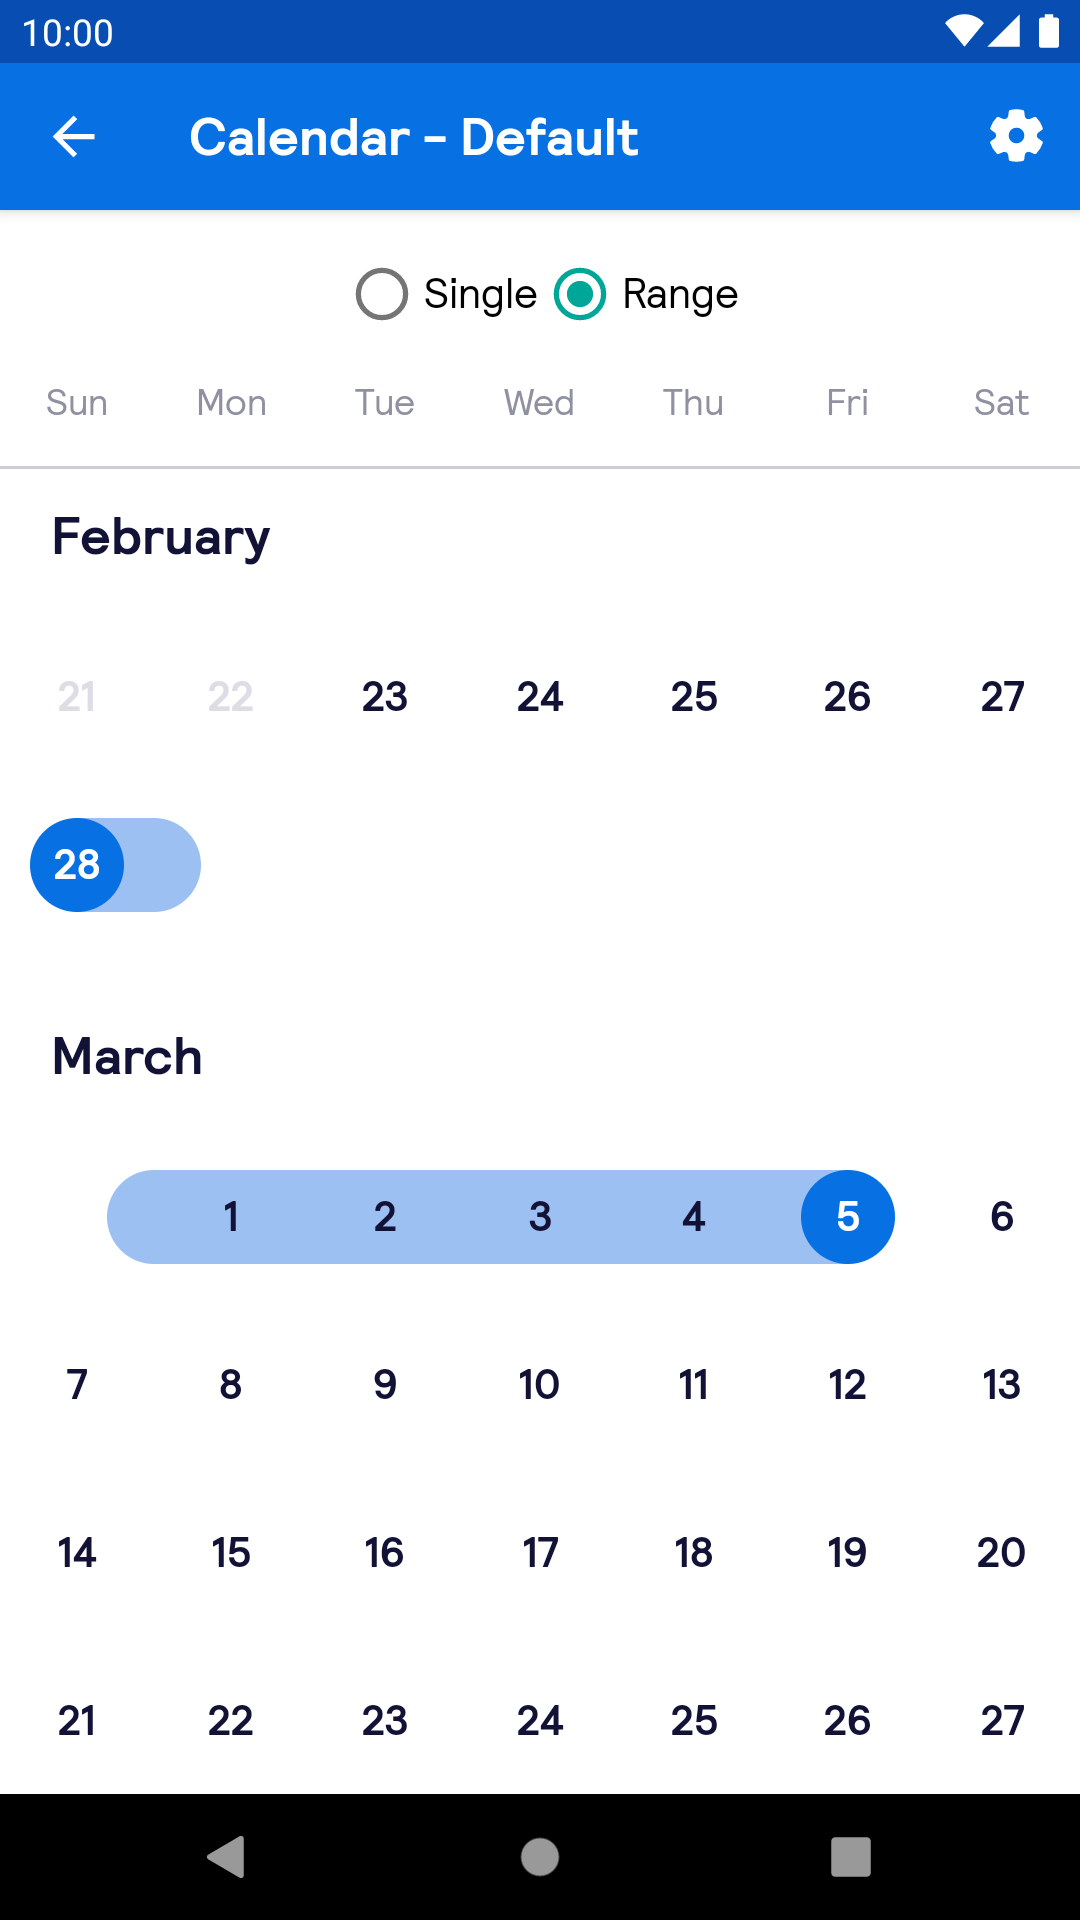 10:00
Calendar - Default
Single Range
Sun Mon Tue Wed Thu Fri Sat
February
21 22 23 24 25 26 27
28
March
1 2 3 4 5 6
7 8 9 10 11 12 13
14 15 16 17 18 19 20
21 22 23 24 25 26 27